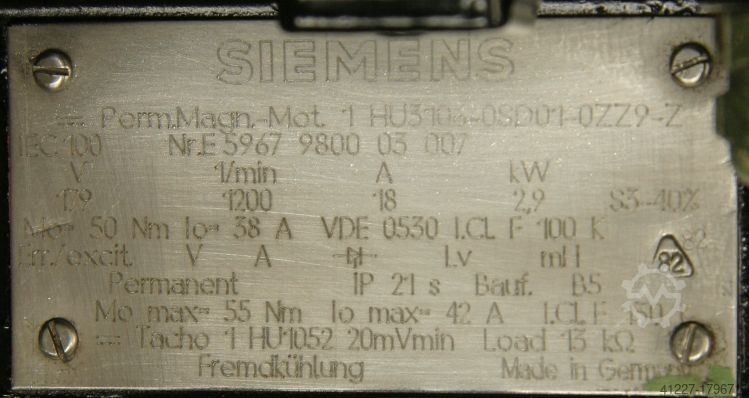 SIEMENS
Perm.Magn.-Mot. 1 HU3104-0SD01-0ZZ9-Z
IEC 100 Nr.E 5967 9800 03 007
V 1/min A kW
179 1200 18 2,9 S3-40%
Mo= 50 Nm Io= 38 A VDE 0530 I.CL F 100 K
Err./excit. V A I.v mH
82
Permanent IP 21 s Bauf. B5
Mo max= 55 Nm Io max= 42 A I.CL F
Tacho 1 HU1052 20mVmin Load 13 kΩ
Fremdkühlung Made in Germany
41227-17967